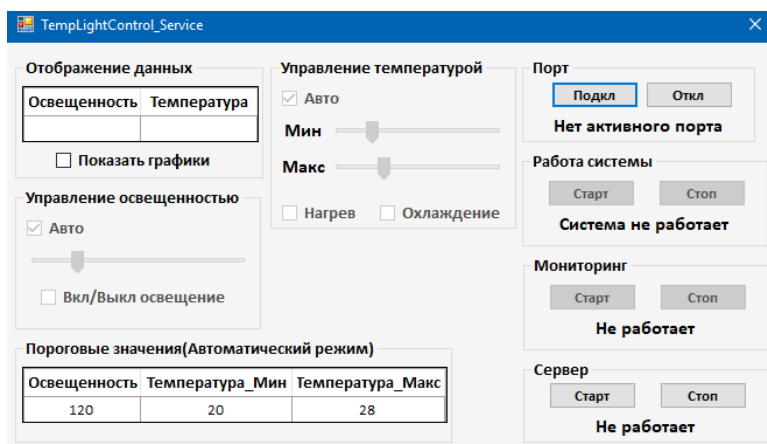 TempLightControl_Service
Отображение данных
Освещенность Температура
Показать графики
Управление освещенностью
Авто
Вкл/Выкл освещение
Управление температурой
Авто
Мин
Макс
Нагрев Охлаждение
Порт
Подкл Откл
Нет активного порта
Работа системы
Старт Стоп
Система не работает
Мониторинг
Старт Стоп
Не работает
Пороговые значения(Автоматический режим)
Освещенность Температура_Мин Температура_Макс
120 20 28
Сервер
Старт Стоп
Не работает